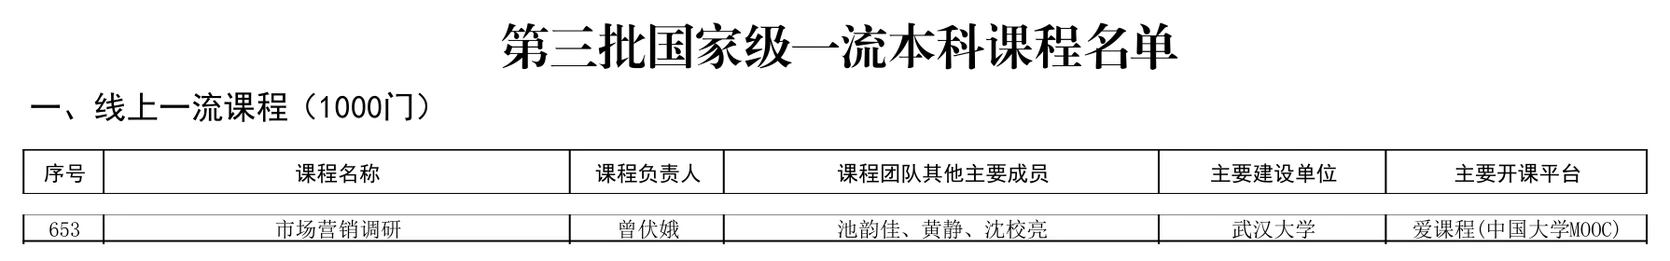 第三批国家级一流本科课程名单
一、线上一流课程（1000门）
序号 课程名称 课程负责人 课程团队其他主要成员 主要建设单位 主要开课平台
653 市场营销调研 曾伏娥 池韵佳、黄静、沈校亮 武汉大学 爱课程(中国大学MOOC)